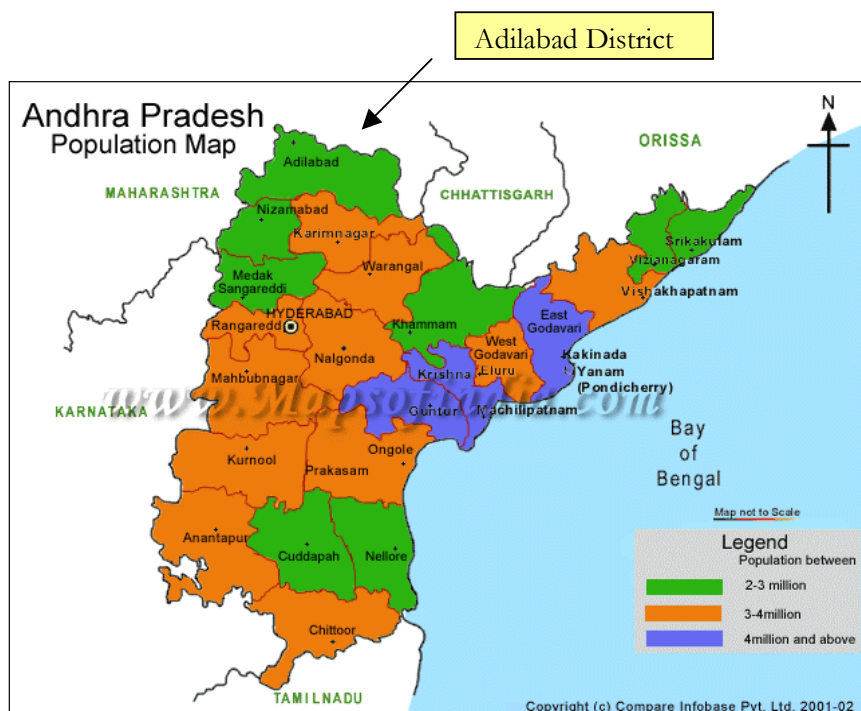 Adilabad District
Andhra Pradesh
Population Map
N
ORISSA
Adilabad
MAHARASHTRA
CHHATTISGARH
Nizamabad
Karimnagar
Srikakulam
Vizianagaram
Warangal
Medak
Sangareddi
Vishakhapatnam
HYDERABAD
Rangareddi
East
Godavari
Khammam
West
Godavari
Eluru
Nalgonda
Krishna
Kakinada
Yanam
(Pondicherry)
Mahbubnagar
www.Mapsofindia.com
KARNATAKA
Guntur
Machilipatnam
Bay
of
Bengal
Ongole
Kurnool
Prakasam
Map not to Scale
Anantapur
Cuddapah
Nellore
Legend
Population between
2-3 million
3-4million
4million and above
Chittoor
TAMILNADU
Copyright (c) Compare Infobase Pvt. Ltd. 2001-02